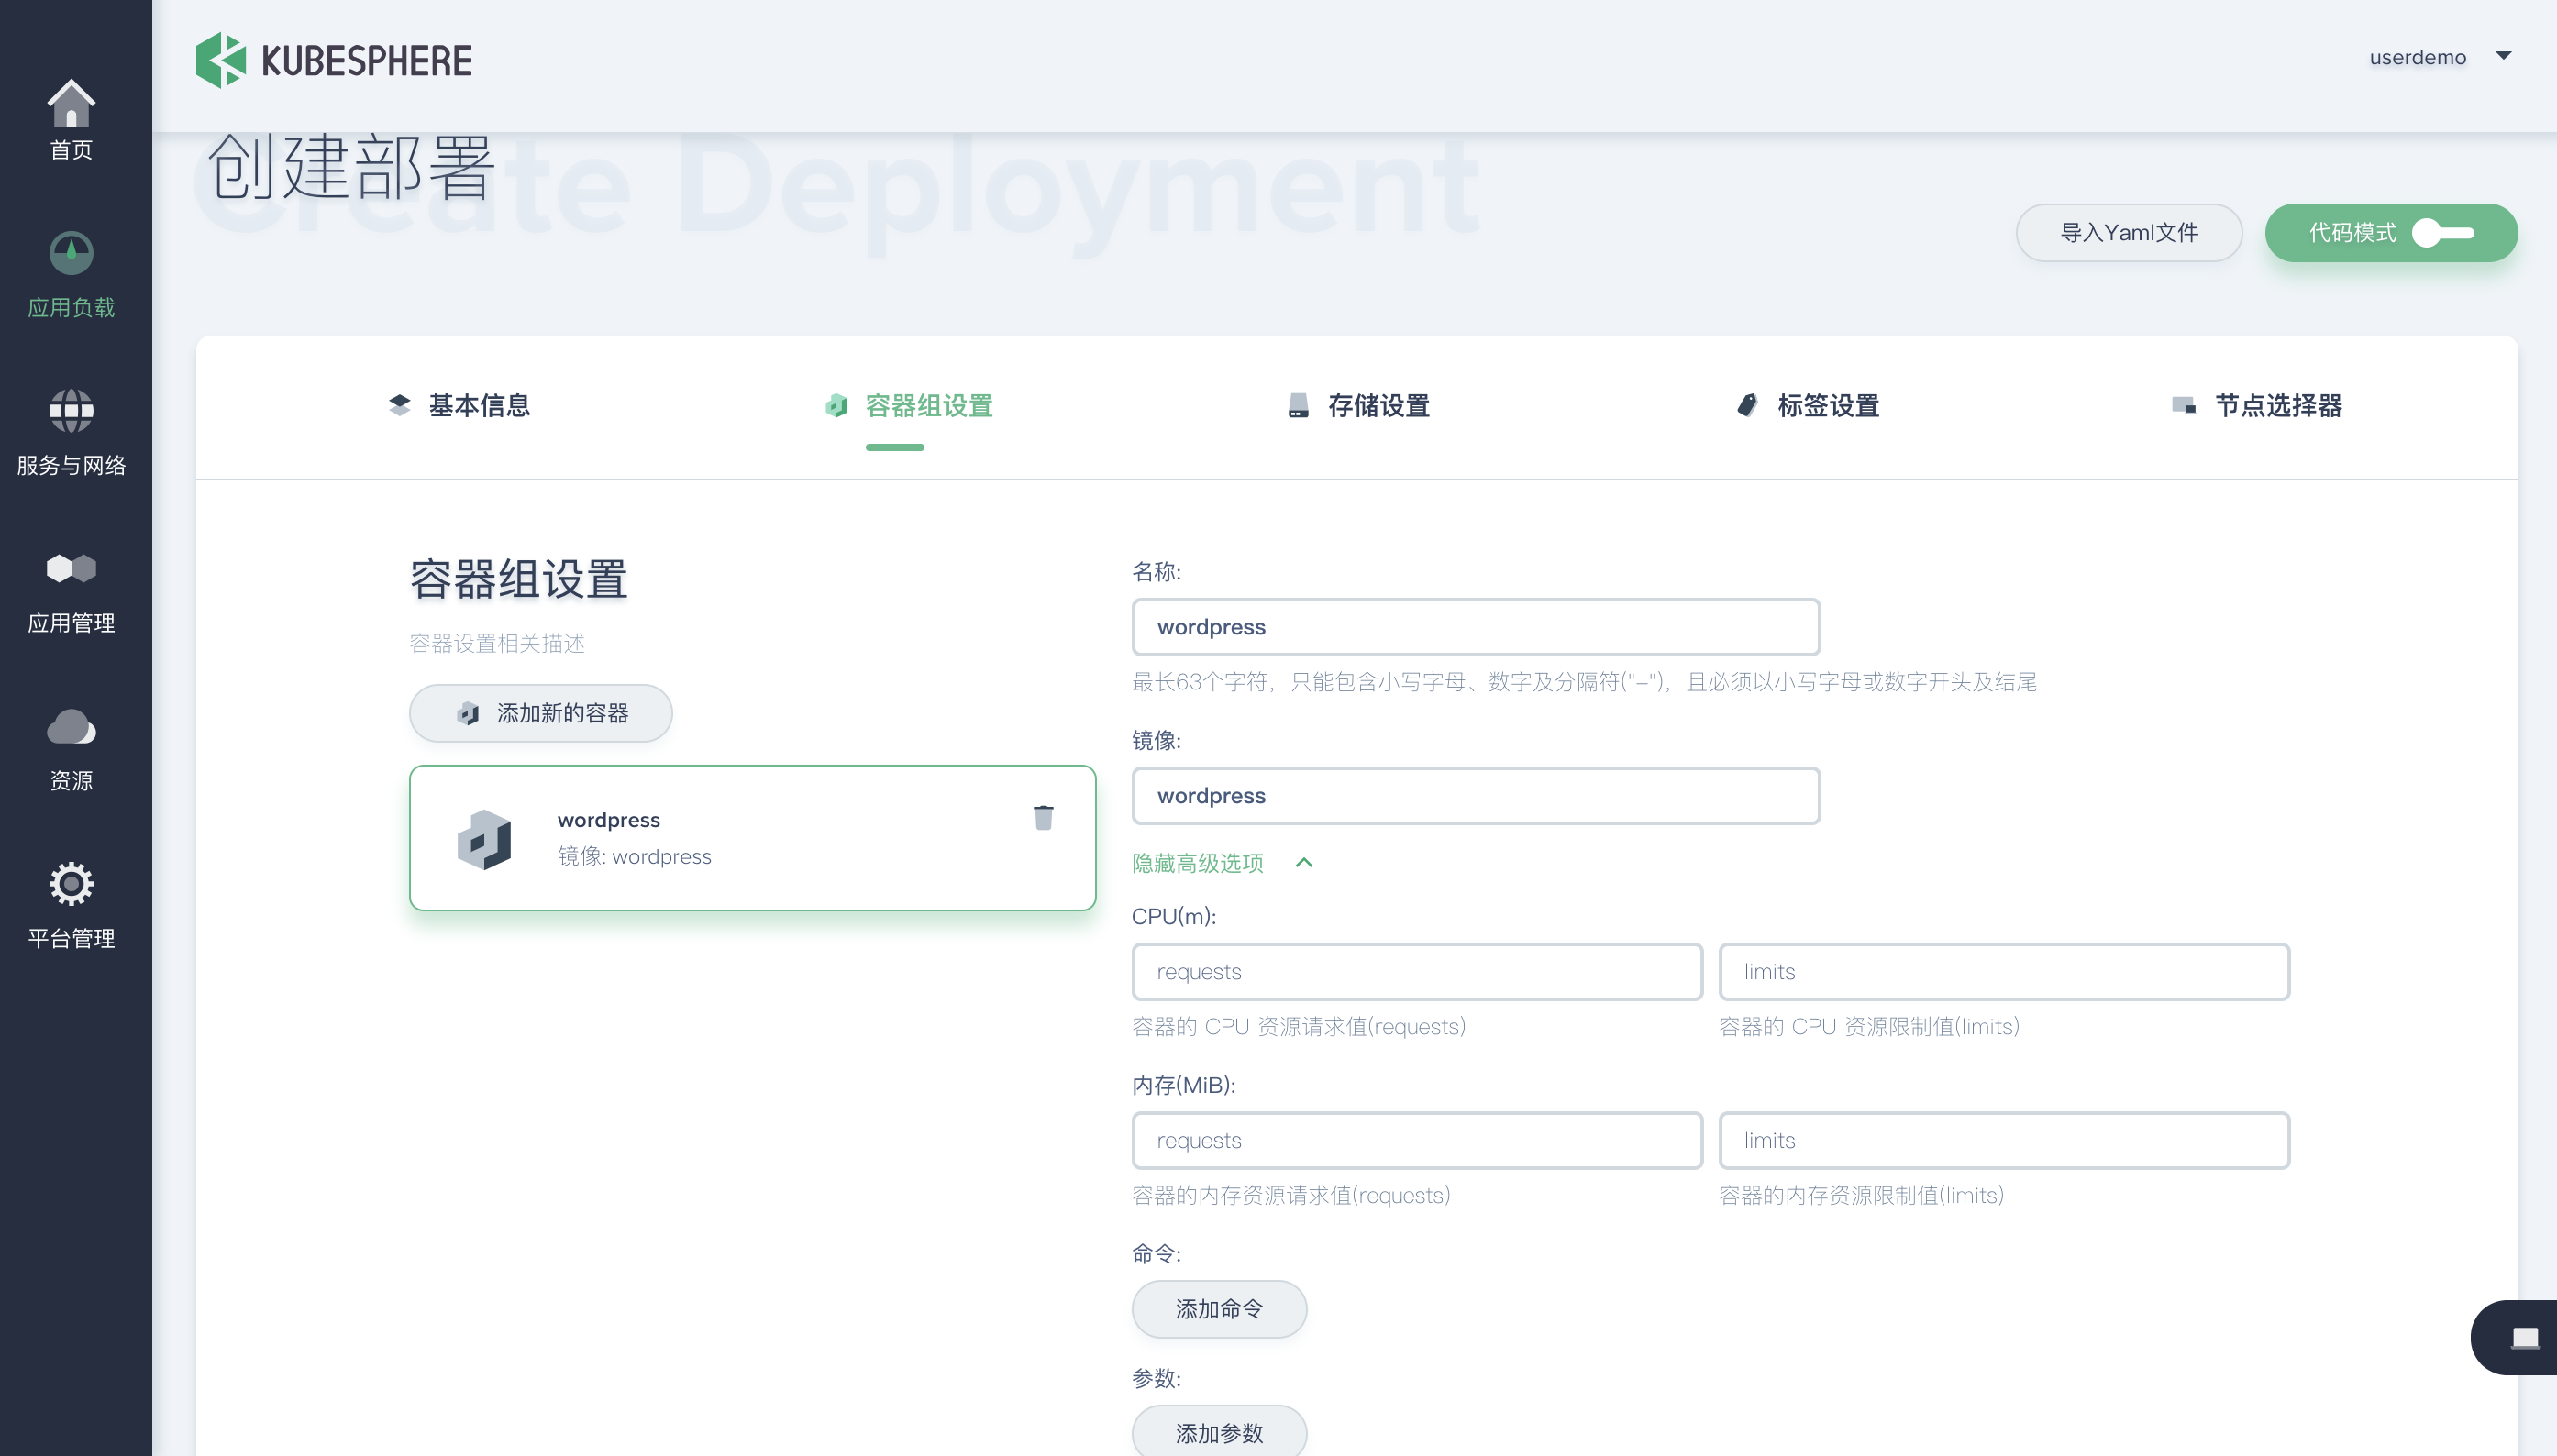 KUBESPHERE
userdemo
首页
应用负载
服务与网络
应用管理
资源
平台管理
Create Deployment
创建部署
导入Yaml文件
代码模式
基本信息
容器组设置
存储设置
标签设置
节点选择器
容器组设置
容器设置相关描述
添加新的容器
wordpress
镜像: wordpress
名称:
wordpress
最长63个字符，只能包含小写字母、数字及分隔符("-")，且必须以小写字母或数字开头及结尾
镜像:
wordpress
隐藏高级选项
CPU(m):
requests
limits
容器的 CPU 资源请求值(requests)
容器的 CPU 资源限制值(limits)
内存(MiB):
requests
limits
容器的内存资源请求值(requests)
容器的内存资源限制值(limits)
命令:
添加命令
参数:
添加参数